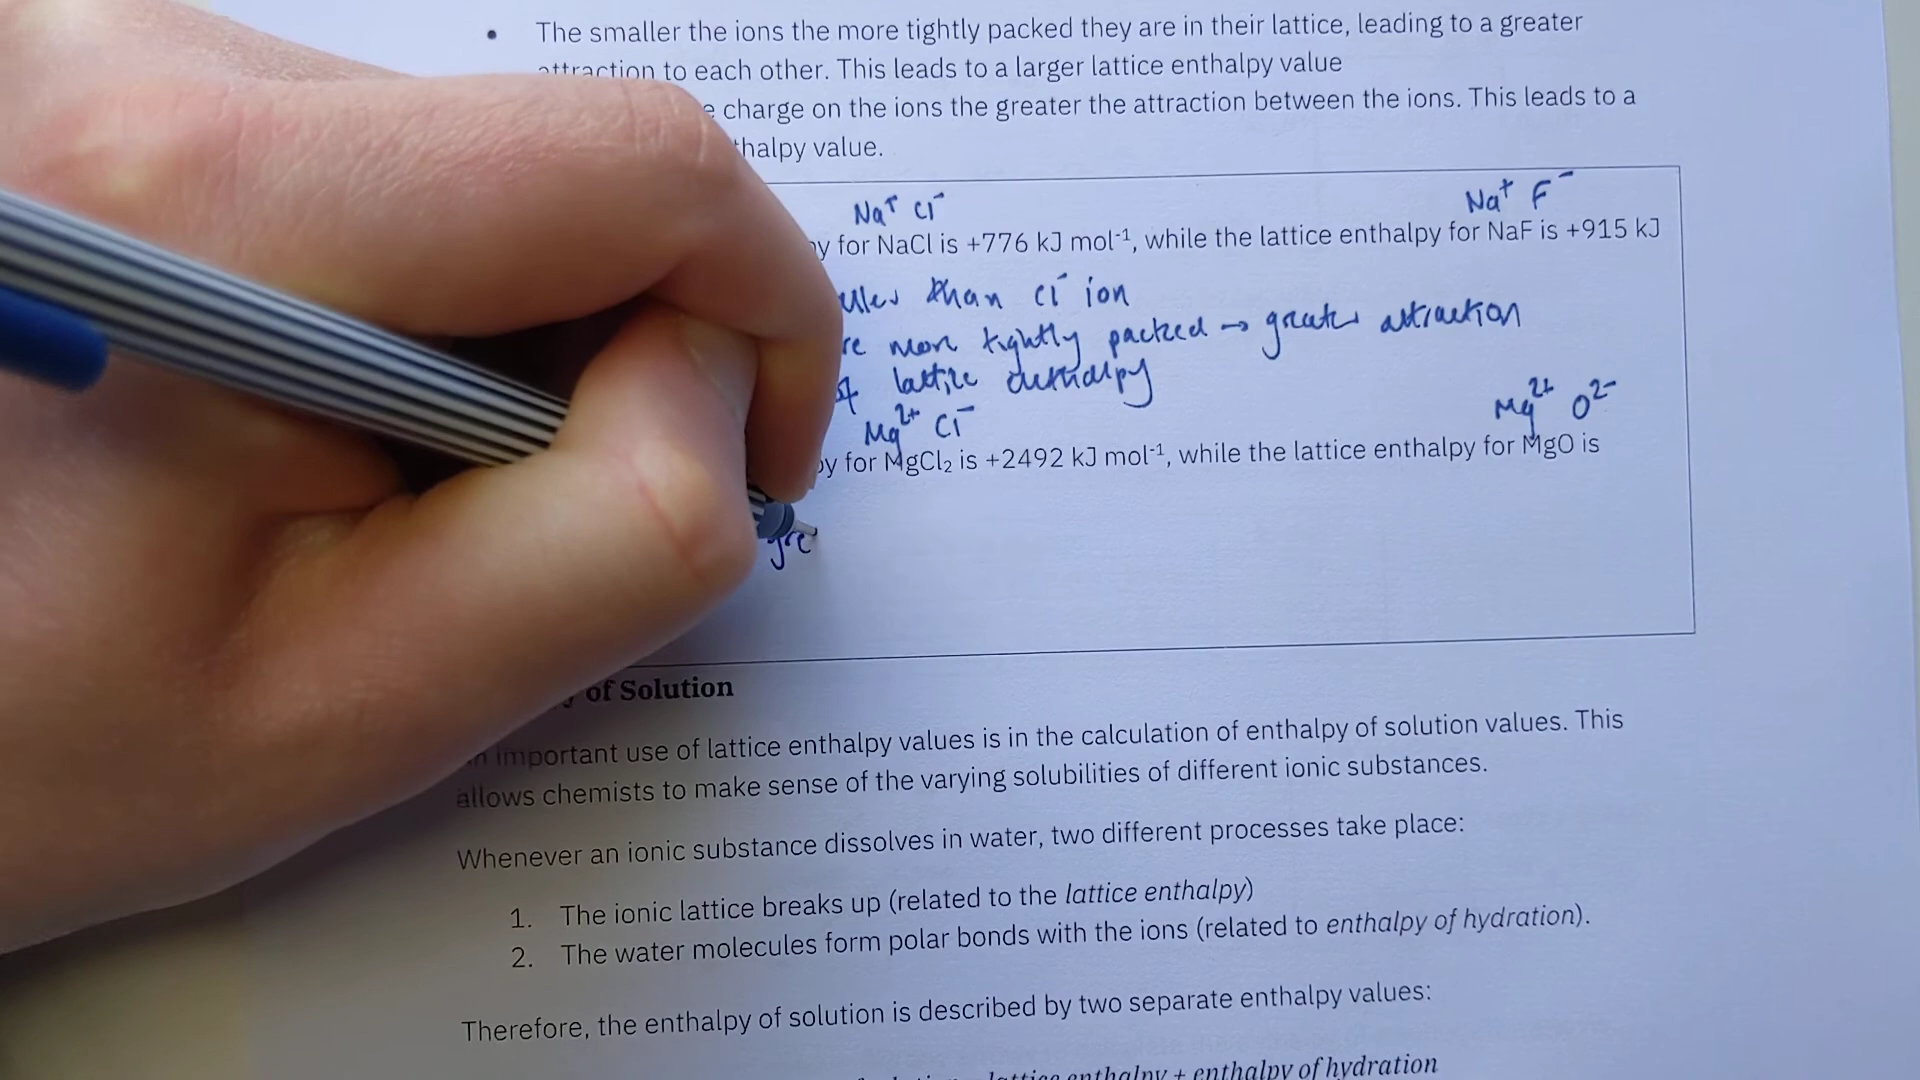 • The smaller the ions the more tightly packed they are in their lattice, leading to a greater
attraction to each other. This leads to a larger lattice enthalpy value
charge on the ions the greater the attraction between the ions. This leads to a
thalpy value.
Na⁺ Cl⁻ Na⁺ F⁻
y for NaCl is +776 kJ mol⁻¹, while the lattice enthalpy for NaF is +915 kJ
than Cl⁻ ion
re more tightly packed → greater attraction
of lattice enthalpy
Mg²⁺ Cl⁻ Mg²⁺ O²⁻
py for MgCl₂ is +2492 kJ mol⁻¹, while the lattice enthalpy for MgO is
gre
of Solution
important use of lattice enthalpy values is in the calculation of enthalpy of solution values. This
allows chemists to make sense of the varying solubilities of different ionic substances.
Whenever an ionic substance dissolves in water, two different processes take place:
1. The ionic lattice breaks up (related to the lattice enthalpy)
2. The water molecules form polar bonds with the ions (related to enthalpy of hydration).
Therefore, the enthalpy of solution is described by two separate enthalpy values:
lattice enthalpy + enthalpy of hydration